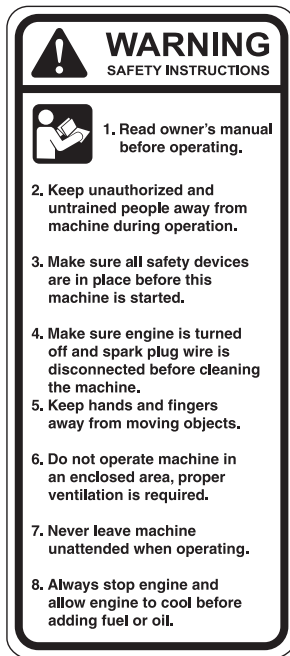 WARNING
SAFETY INSTRUCTIONS
1. Read owner's manual
before operating.
2. Keep unauthorized and
untrained people away from
machine during operation.
3. Make sure all safety devices
are in place before this
machine is started.
4. Make sure engine is turned
off and spark plug wire is
disconnected before cleaning
the machine.
5. Keep hands and fingers
away from moving objects.
6. Do not operate machine in
an enclosed area, proper
ventilation is required.
7. Never leave machine
unattended when operating.
8. Always stop engine and
allow engine to cool before
adding fuel or oil.